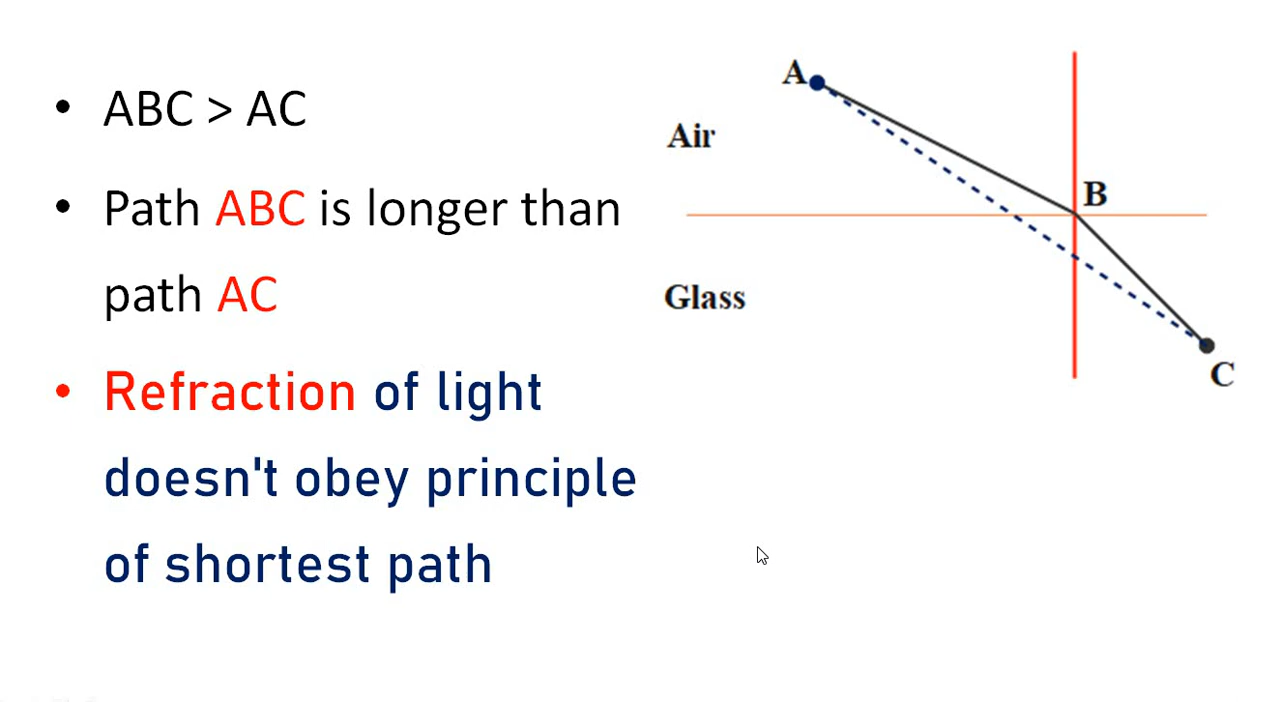 • ABC > AC
• Path ABC is longer than
path AC
• Refraction of light
doesn't obey principle
of shortest path
A
Air
B
Glass
C